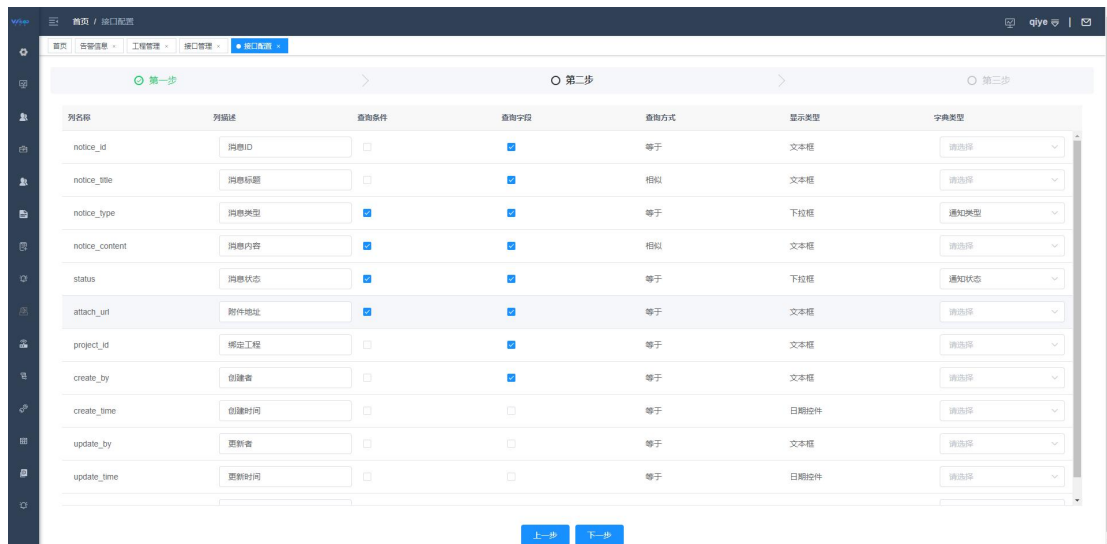 首页 / 接口配置 qiye
首页 告警信息 × 工程管理 × 接口管理 × 接口配置 ×
第一步 第二步 第三步
列名称 列描述 查询条件 查询字段 查询方式 显示类型 字典类型
notice_id 消息ID 等于 文本框 请选择
notice_title 消息标题 相似 文本框 请选择
notice_type 消息类型 等于 下拉框 通知类型
notice_content 消息内容 相似 文本框 请选择
status 消息状态 等于 下拉框 通知状态
attach_url 附件地址 等于 文本框 请选择
project_id 绑定工程 等于 文本框 请选择
create_by 创建者 等于 文本框 请选择
create_time 创建时间 等于 日期控件 请选择
update_by 更新者 等于 文本框 请选择
update_time 更新时间 等于 日期控件 请选择
上一步 下一步